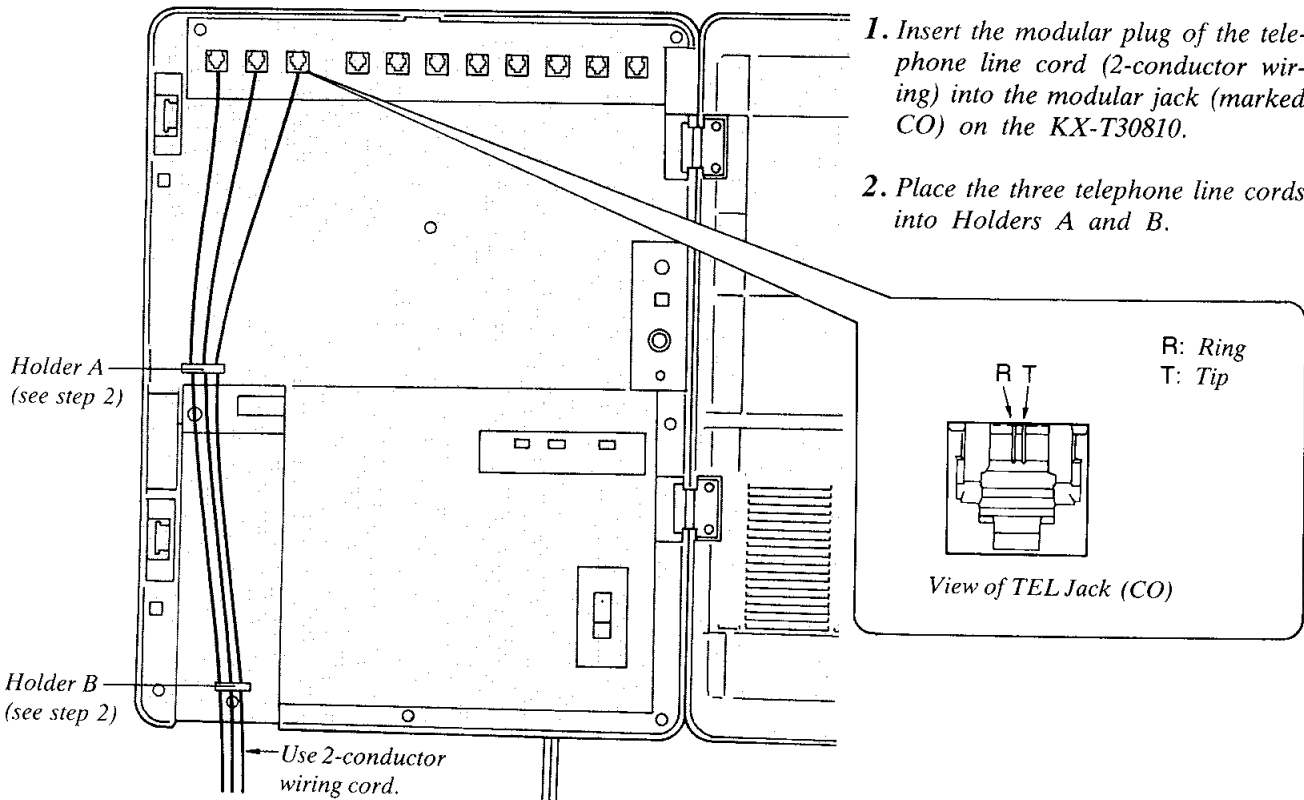 1. Insert the modular plug of the tele-
phone line cord (2-conductor wir-
ing) into the modular jack (marked
CO) on the KX-T30810.
2. Place the three telephone line cords
into Holders A and B.
Holder A
(see step 2)
R: Ring
T: Tip
R T
View of TEL Jack (CO)
Holder B
(see step 2)
Use 2-conductor
wiring cord.